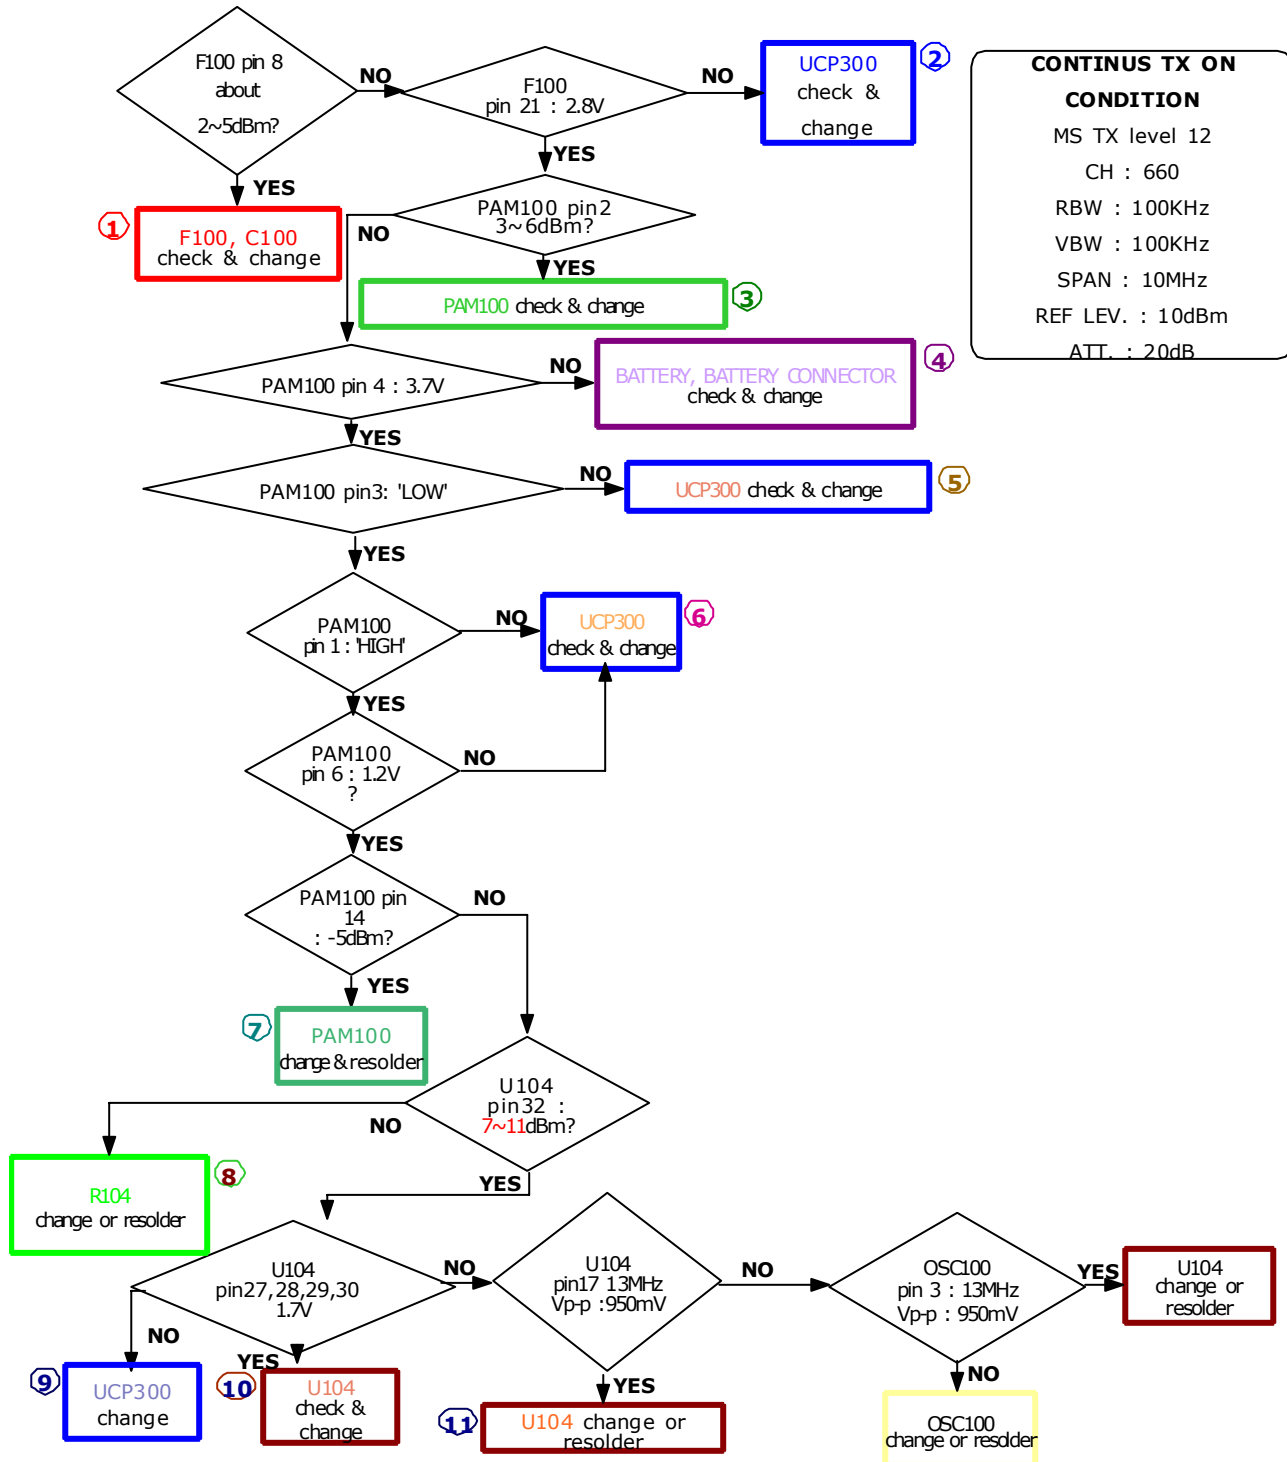 F100 pin 8
about
2~5dBm?
NO
F100
pin 21 : 2.8V
NO
UCP300
check &
change
2
CONTINUS TX ON
CONDITION
MS TX level 12
CH : 660
RBW : 100KHz
VBW : 100KHz
SPAN : 10MHz
REF LEV. : 10dBm
ATT. : 20dB
YES
YES
1
F100, C100
check & change
NO
PAM100 pin2
3~6dBm?
YES
PAM100 check & change
3
PAM100 pin 4 : 3.7V
NO
BATTERY, BATTERY CONNECTOR
check & change
4
YES
PAM100 pin3: 'LOW'
NO
UCP300 check & change
5
YES
PAM100
pin 1 : 'HIGH'
NO
UCP300
check & change
6
YES
PAM100
pin 6 : 1.2V
?
NO
YES
PAM100 pin
14
: -5dBm?
NO
YES
7
PAM100
change & resolder
U104
pin32 :
7~11dBm?
NO
YES
R104
change or resolder
8
U104
pin27,28,29,30
1.7V
NO
U104
pin17 13MHz
Vp-p : 950mV
NO
OSC100
pin 3 : 13MHz
Vp-p : 950mV
YES
U104
change or
resolder
NO
YES
YES
NO
9
UCP300
change
10
U104
check &
change
11
U104 change or
resolder
OSC100
change or resolder